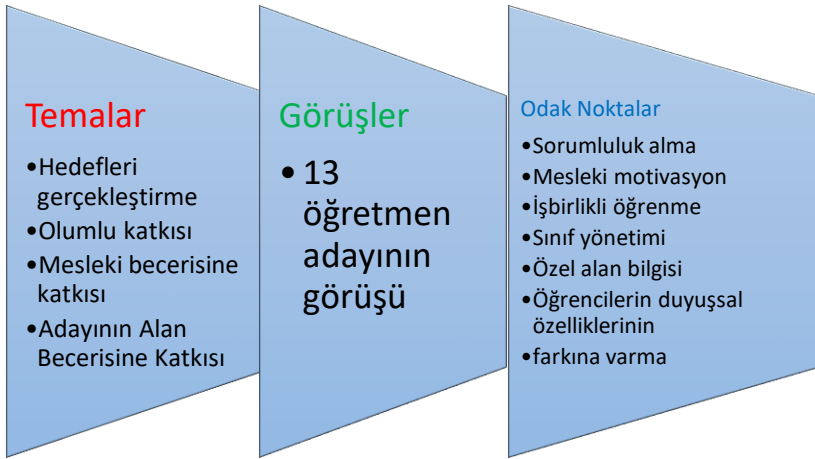 Temalar
•Hedefleri
gerçekleştirme
•Olumlu katkısı
•Mesleki becerisine
katkısı
•Adayının Alan
Becerisine Katkısı
Görüşler
• 13
öğretmen
adayının
görüşü
Odak Noktalar
•Sorumluluk alma
•Mesleki motivasyon
•İşbirlikli öğrenme
•Sınıf yönetimi
•Özel alan bilgisi
•Öğrencilerin duyuşsal
özelliklerinin
•farkına varma